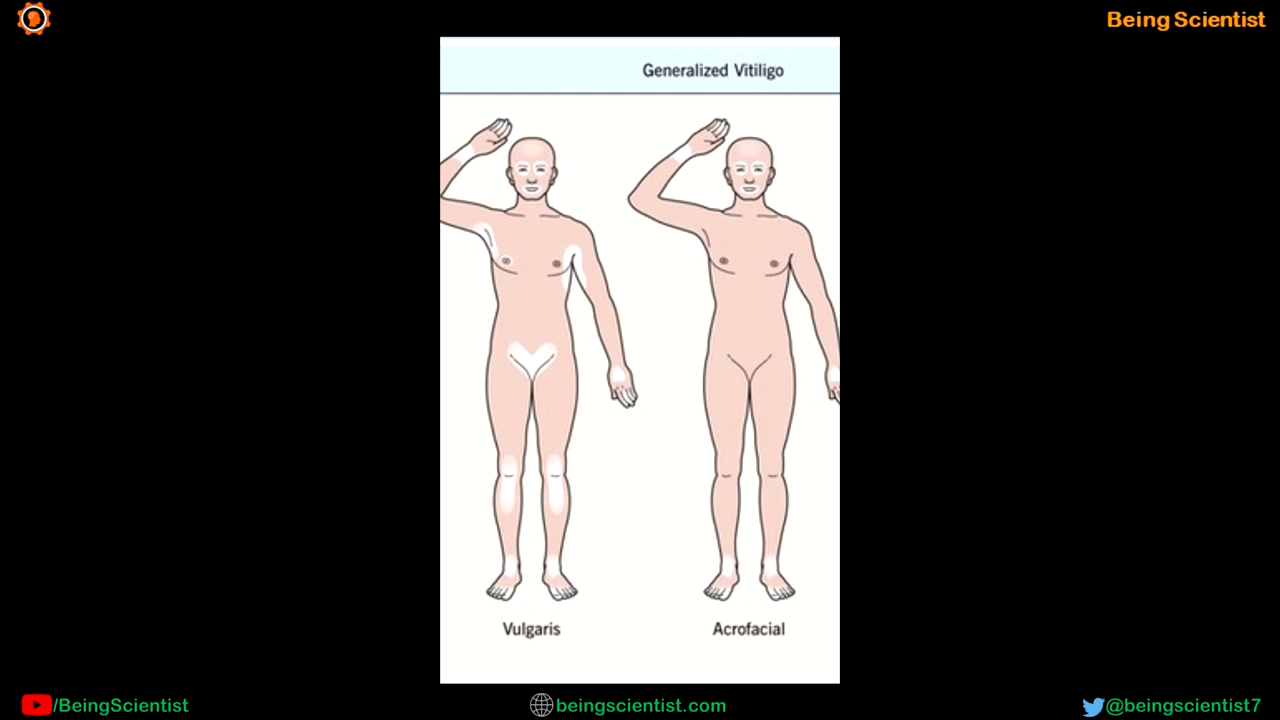 Being Scientist
Generalized Vitiligo
Vulgaris
Acrofacial
/BeingScientist
beingscientist.com
@beingscientist7